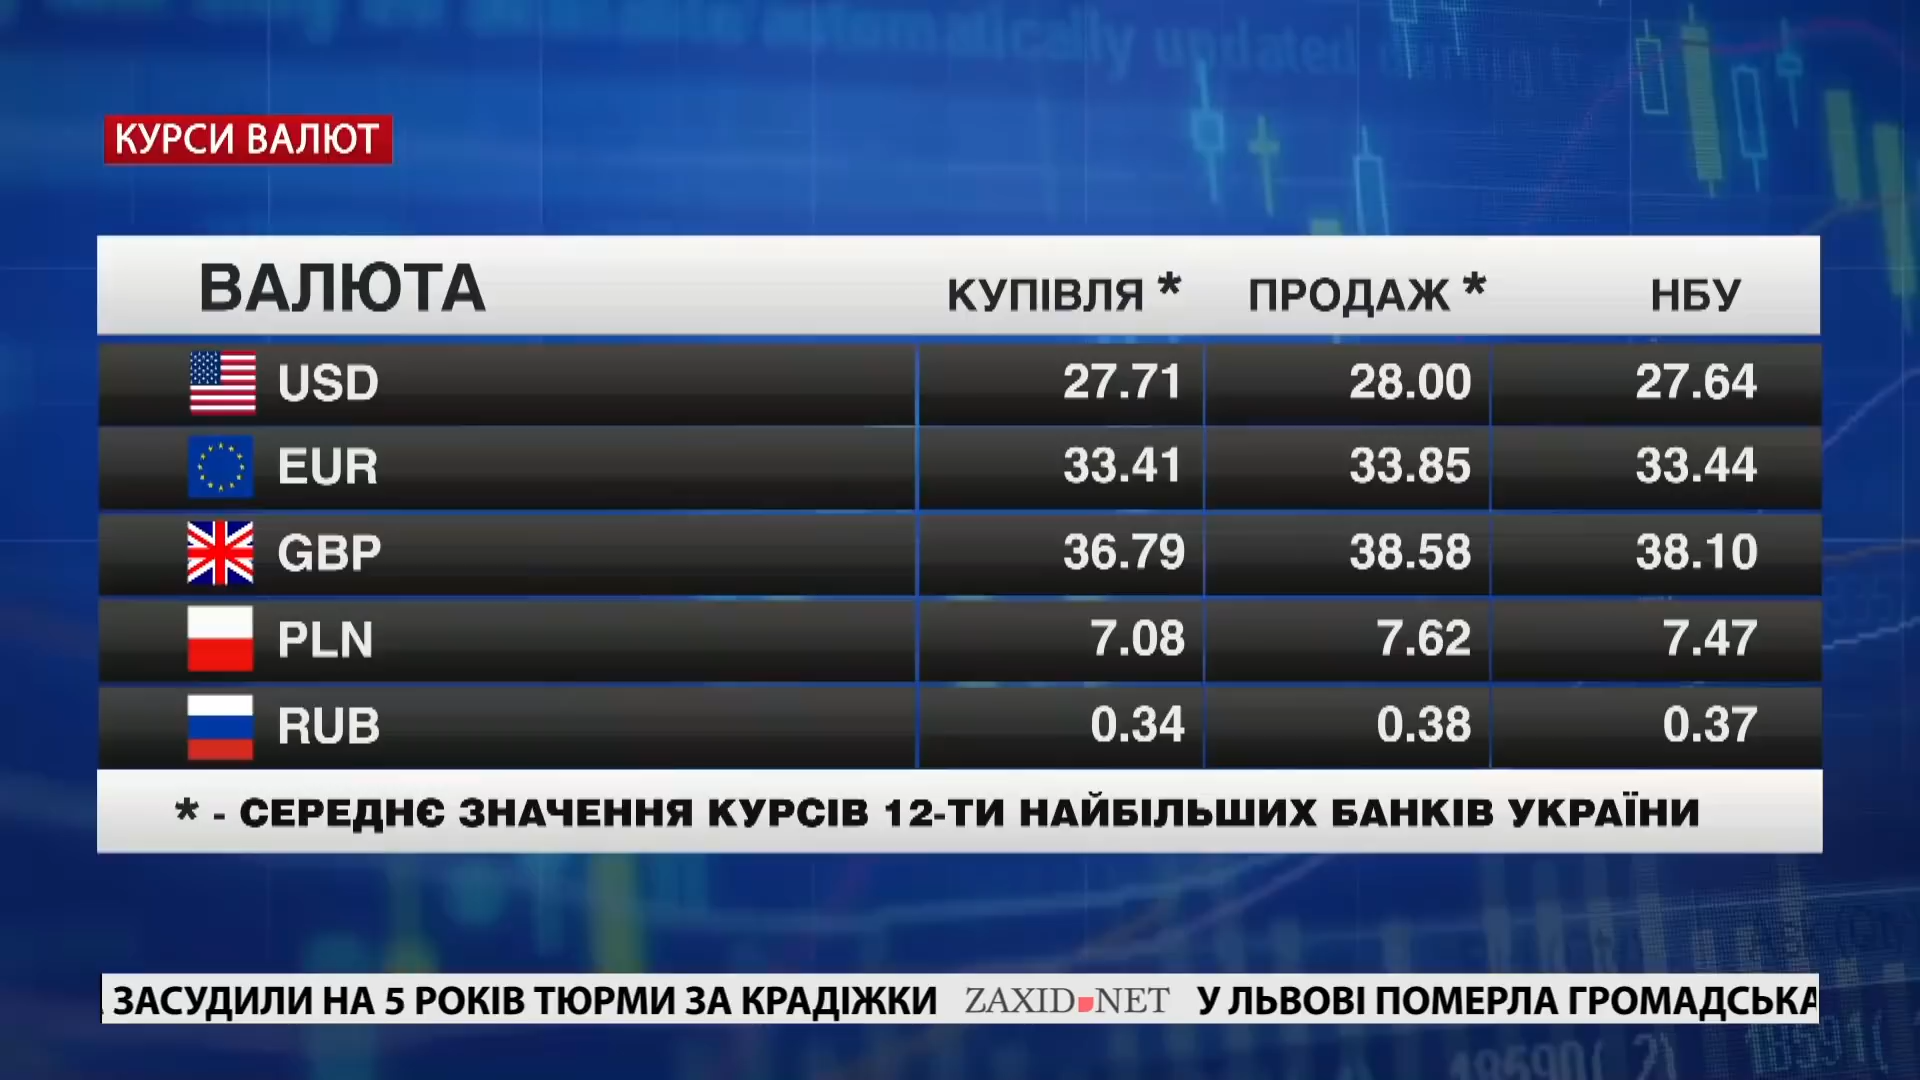 automatically updated during
КУРСИ ВАЛЮТ
ВАЛЮТА КУПІВЛЯ * ПРОДАЖ * НБУ
USD 27.71 28.00 27.64
EUR 33.41 33.85 33.44
GBP 36.79 38.58 38.10
PLN 7.08 7.62 7.47
RUB 0.34 0.38 0.37
* - СЕРЕДНЄ ЗНАЧЕННЯ КУРСІВ 12-ТИ НАЙБІЛЬШИХ БАНКІВ УКРАЇНИ
ЗАСУДИЛИ НА 5 РОКІВ ТЮРМИ ЗА КРАДІЖКИ ZAXID.NET У ЛЬВОВІ ПОМЕРЛА ГРОМАДСЬКА